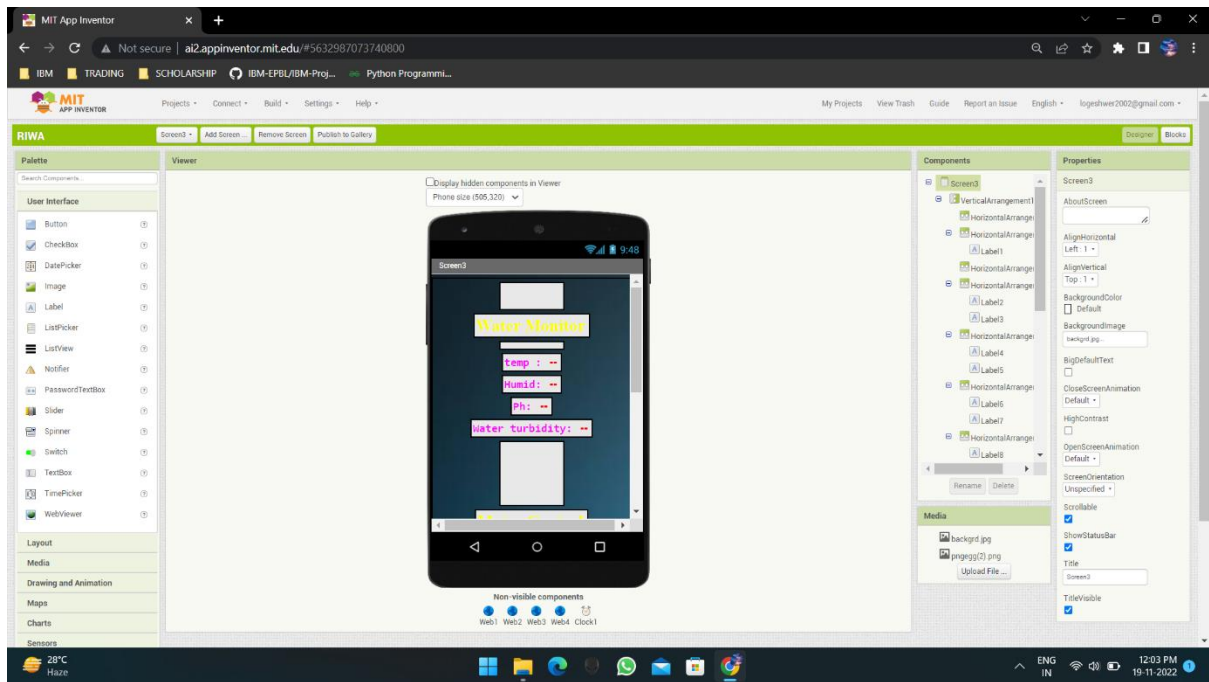 MIT App Inventor
Not secure | ai2.appinventor.mit.edu/#5632987073740800
IBM TRADING SCHOLARSHIP IBM-EPBL/IBM-Proj... Python Programmi...
MIT APP INVENTOR
Projects Connect Build Settings Help My Projects View Trash Guide Report an Issue English logeshwer2002@gmail.com
RIWA Screen3 Add Screen ... Remove Screen Publish to Gallery Designer Blocks
Palette
Search Components...
User Interface
Button
CheckBox
DatePicker
Image
Label
ListPicker
ListView
Notifier
PasswordTextBox
Slider
Spinner
Switch
TextBox
TimePicker
WebViewer
Layout
Media
Drawing and Animation
Maps
Charts
Sensors
Viewer
Display hidden components in Viewer
Phone size (505,320)
9:48
Screen3
Water Monitor
temp : --
Humid: --
Ph: --
Water turbidity: --
Non-visible components
Web1 Web2 Web3 Web4 Clock1
Components
Screen3
VerticalArrangement1
HorizontalArranger
HorizontalArranger
Label1
HorizontalArranger
HorizontalArranger
Label2
Label3
HorizontalArranger
Label4
Label5
HorizontalArranger
Label6
Label7
HorizontalArranger
Label8
Rename Delete
Media
backgrd.jpg
pngegg(2).png
Upload File ...
Properties
Screen3
AboutScreen
AlignHorizontal
Left : 1
AlignVertical
Top : 1
BackgroundColor
Default
BackgroundImage
backgrd.jpg...
BigDefaultText
CloseScreenAnimation
Default
HighContrast
OpenScreenAnimation
Default
ScreenOrientation
Unspecified
Scrollable
ShowStatusBar
Title
Screen3
TitleVisible
28°C
Haze
ENG
IN
12:03 PM
19-11-2022
1